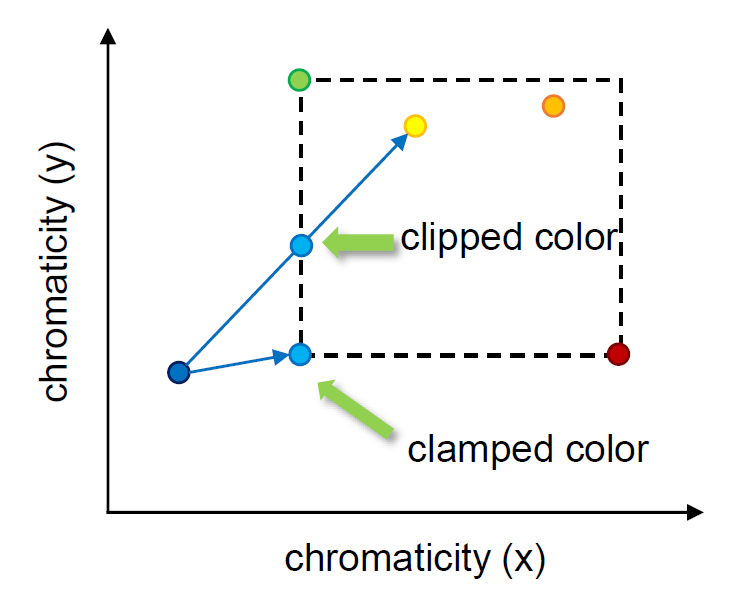 chromaticity (y)
clipped color
clamped color
chromaticity (x)